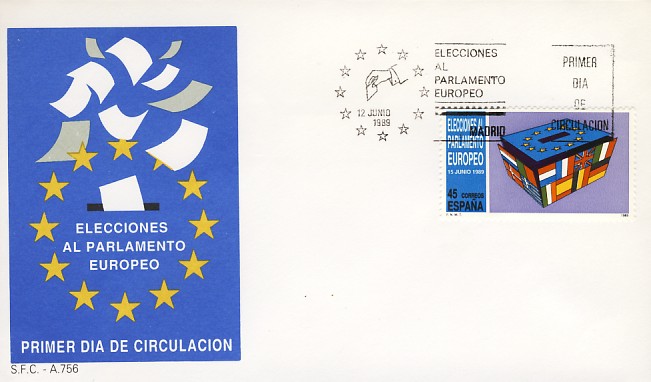 ELECCIONES
AL PARLAMENTO
EUROPEO
PRIMER DIA DE CIRCULACION
S.F.C. - A.756
12 JUNIO
1989
ELECCIONES
AL
PARLAMENTO
EUROPEO
MADRID
PRIMER
DIA
DE
CIRCULACION
ELECCIONES AL
PARLAMENTO
EUROPEO
15 JUNIO 1989
45 CORREOS
ESPAÑA